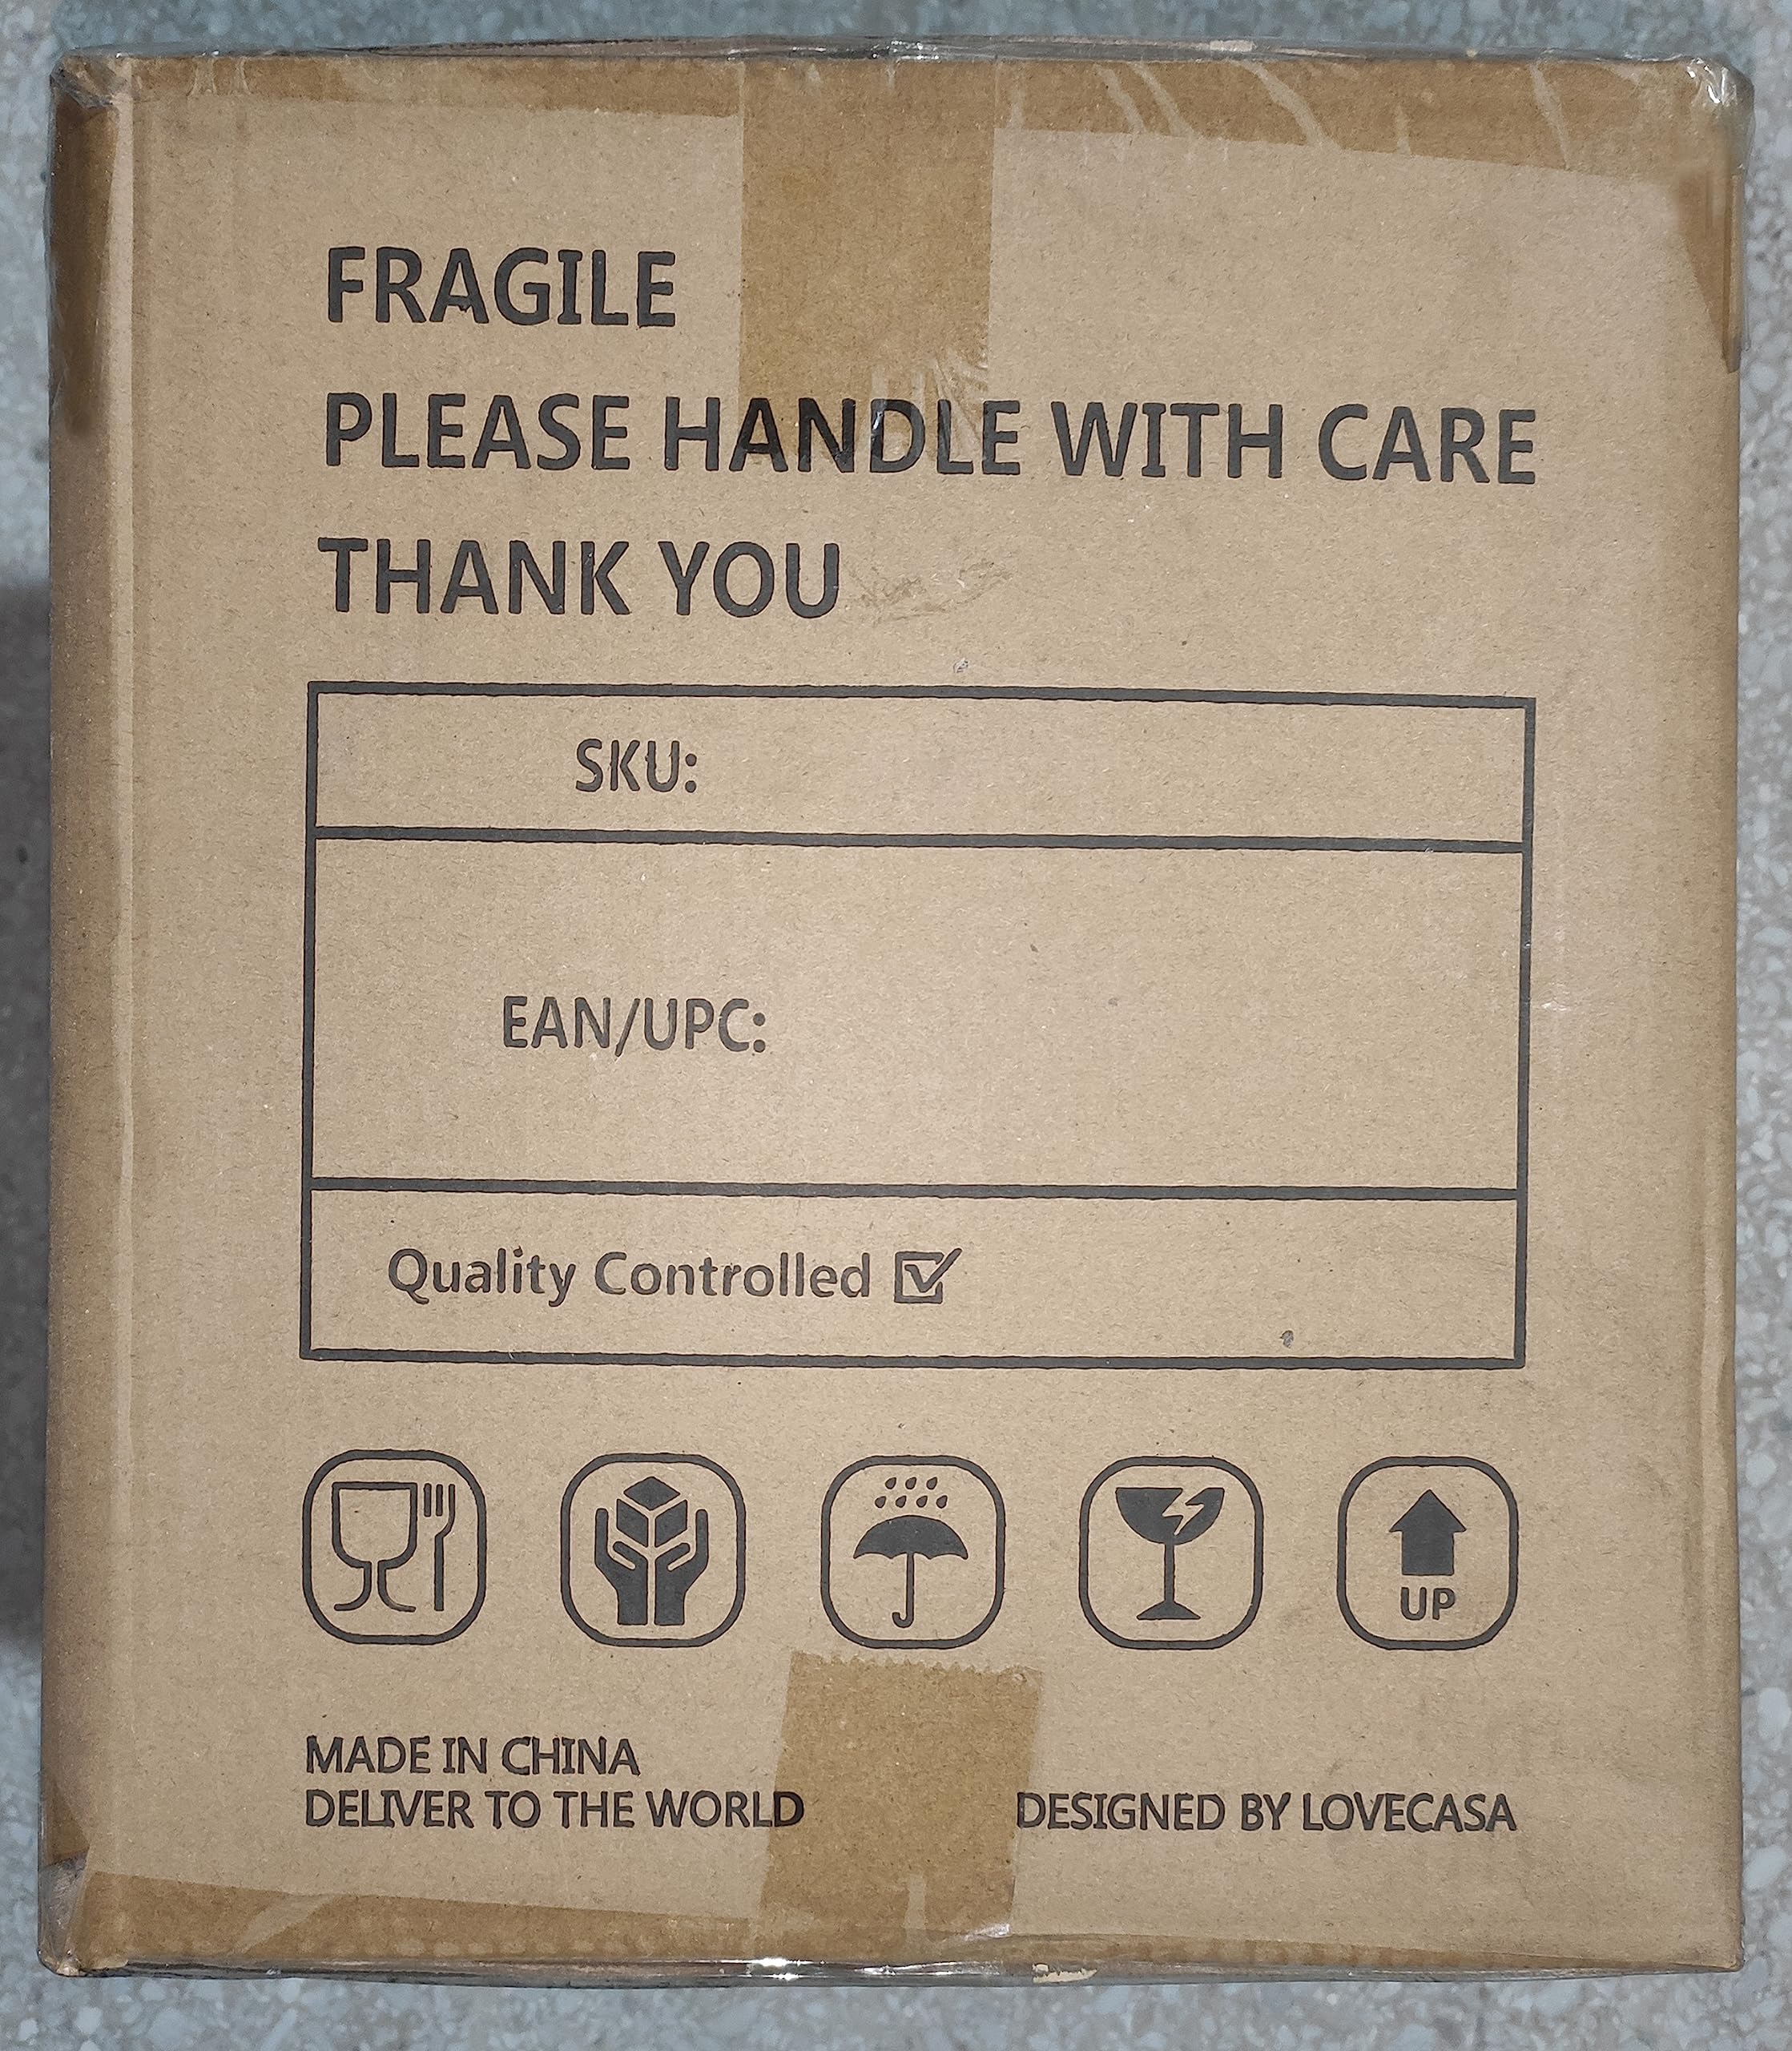 FRAGILE
PLEASE HANDLE WITH CARE
THANK YOU
SKU:
EAN/UPC:
Quality Controlled ☑
UP
MADE IN CHINA
DELIVER TO THE WORLD
DESIGNED BY LOVECASA